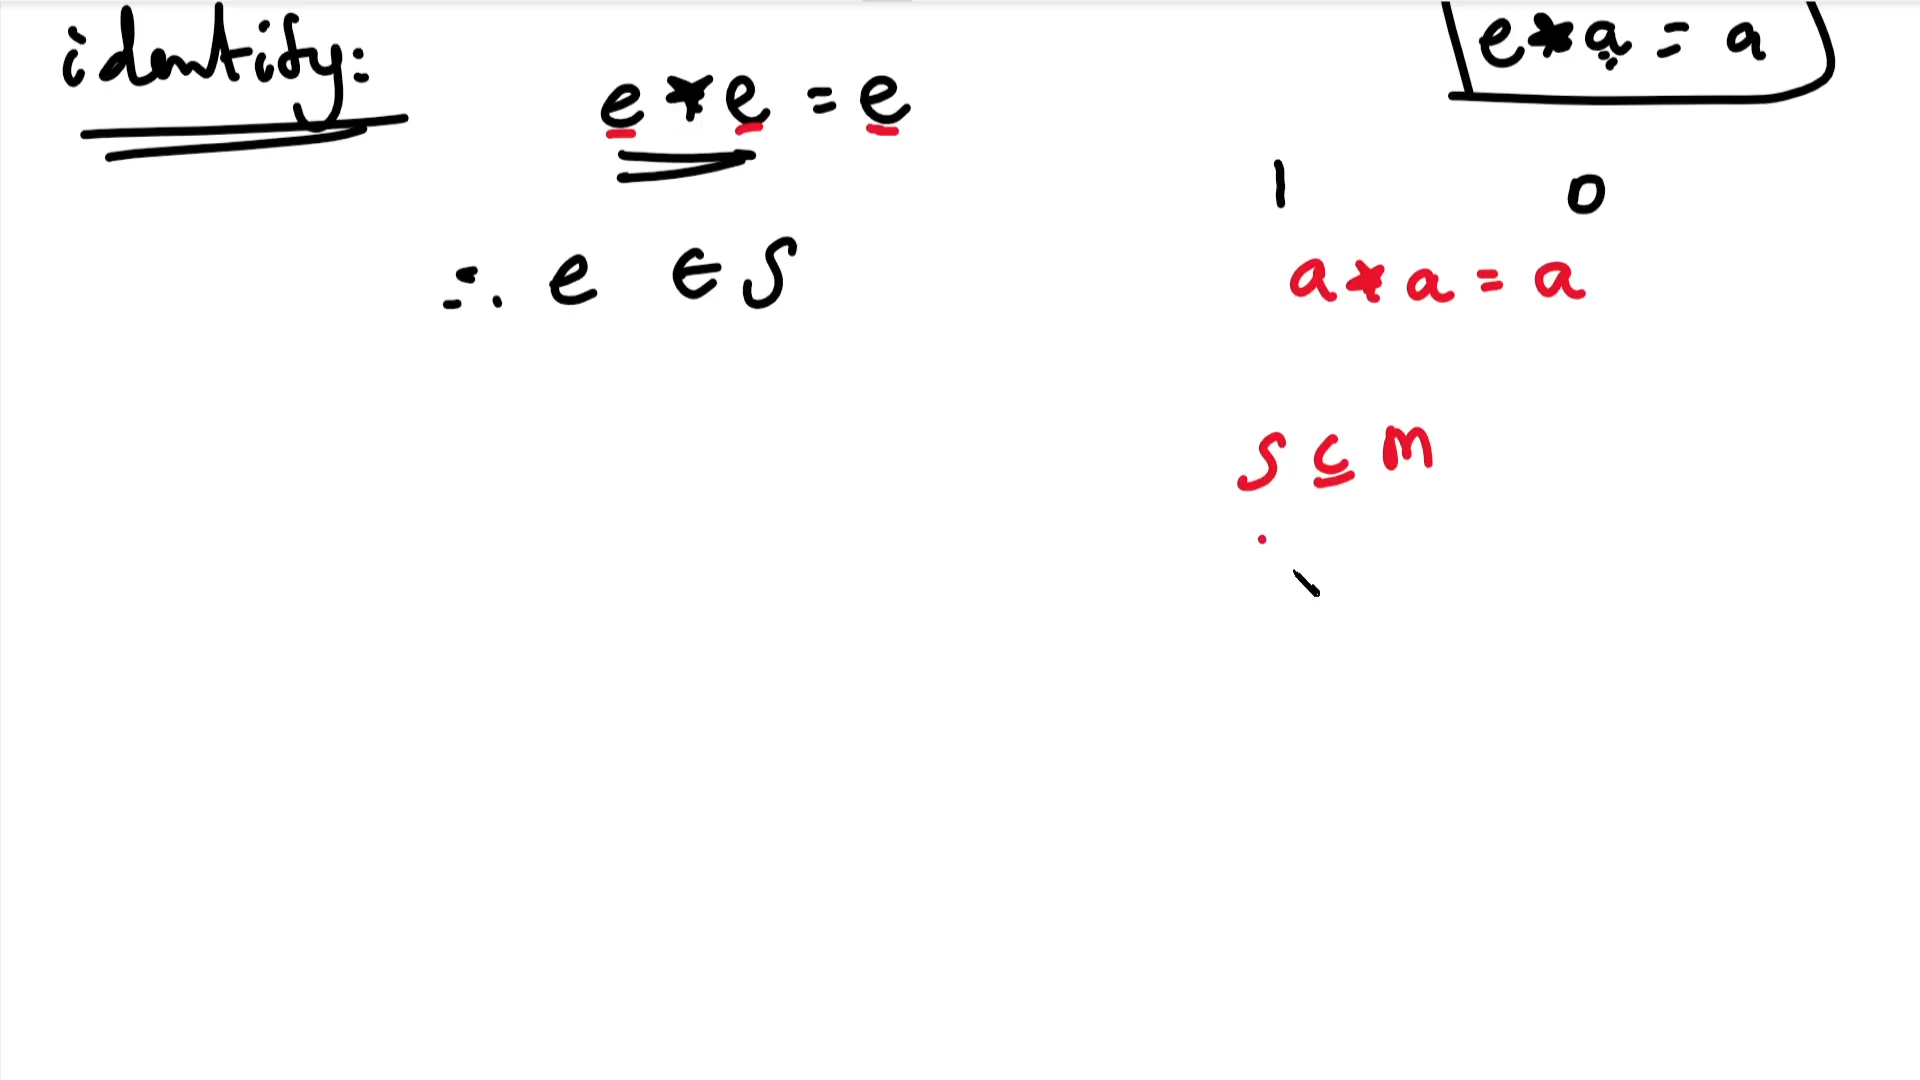 identity:
e * a = a
e * e = e
1 0
∴ e ∈ S
a * a = a
S ⊆ M